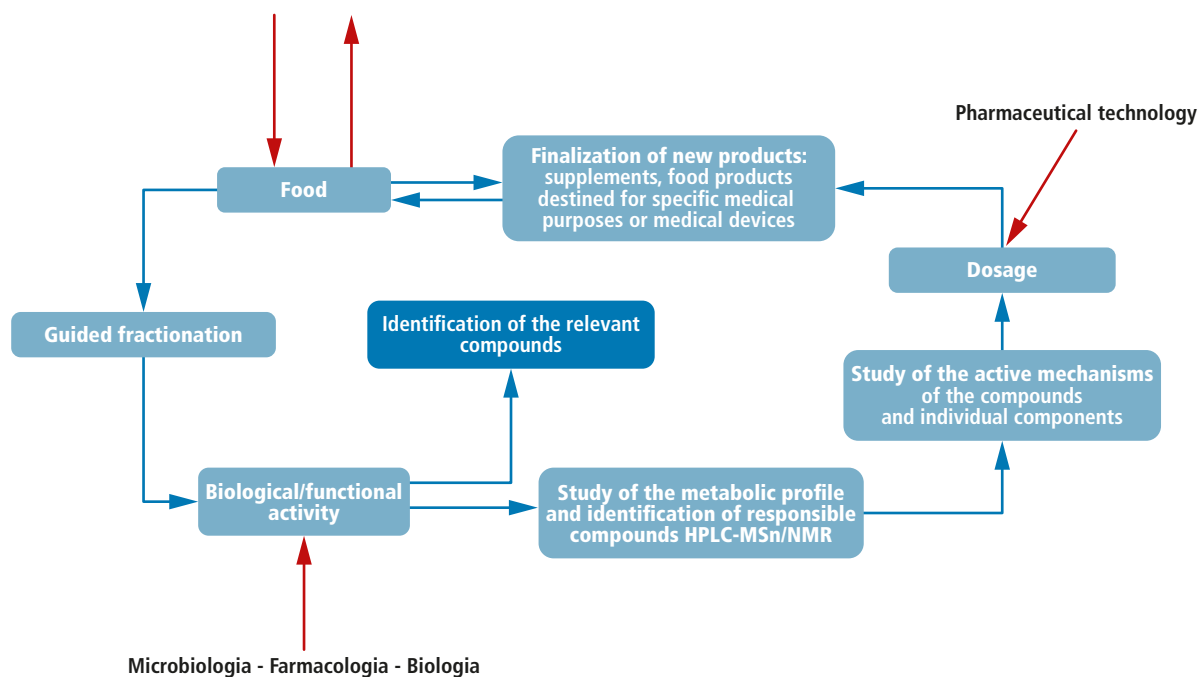 Pharmaceutical technology
Finalization of new products:
supplements, food products
destined for specific medical
purposes or medical devices
Food
Dosage
Guided fractionation
Identification of the relevant
compounds
Study of the active mechanisms
of the compounds
and individual components
Biological/functional
activity
Study of the metabolic profile
and identification of responsible
compounds HPLC-MSn/NMR
Microbiologia - Farmacologia - Biologia